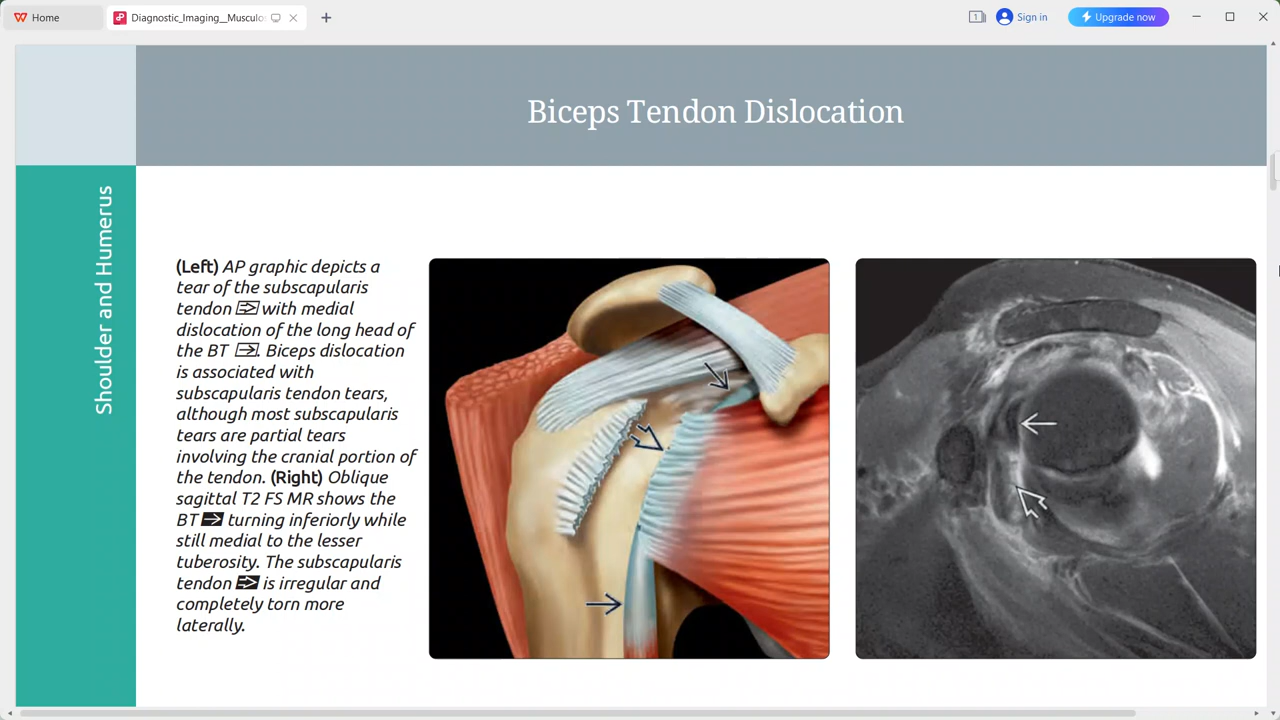 Home
Diagnostic_Imaging__Musculos
1
Sign in
Upgrade now
Biceps Tendon Dislocation
Shoulder and Humerus
(Left) AP graphic depicts a
tear of the subscapularis
tendon with medial
dislocation of the long head of
the BT . Biceps dislocation
is associated with
subscapularis tendon tears,
although most subscapularis
tears are partial tears
involving the cranial portion of
the tendon. (Right) Oblique
sagittal T2 FS MR shows the
BT turning inferiorly while
still medial to the lesser
tuberosity. The subscapularis
tendon is irregular and
completely torn more
laterally.